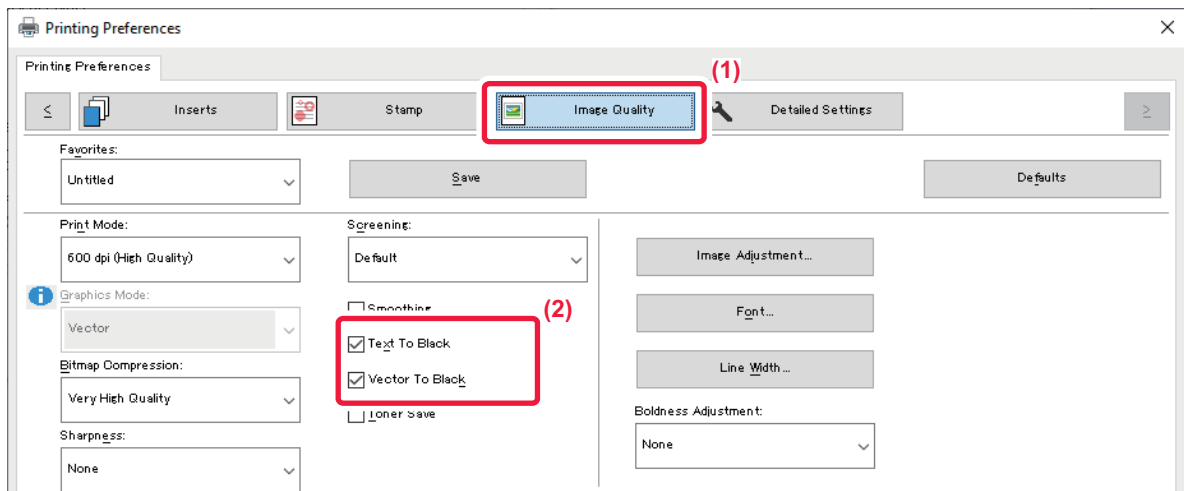 Printing Preferences
Printing Preferences
(1)
< Inserts Stamp Image Quality Detailed Settings >
Favorites:
Untitled Save Defaults
Print Mode: Screening:
600 dpi (High Quality) Default Image Adjustment...
Graphics Mode: Smoothing (2) Font...
Vector Text To Black
Bitmap Compression: Vector To Black Line Width...
Very High Quality Toner Save Boldness Adjustment:
Sharpness: None
None